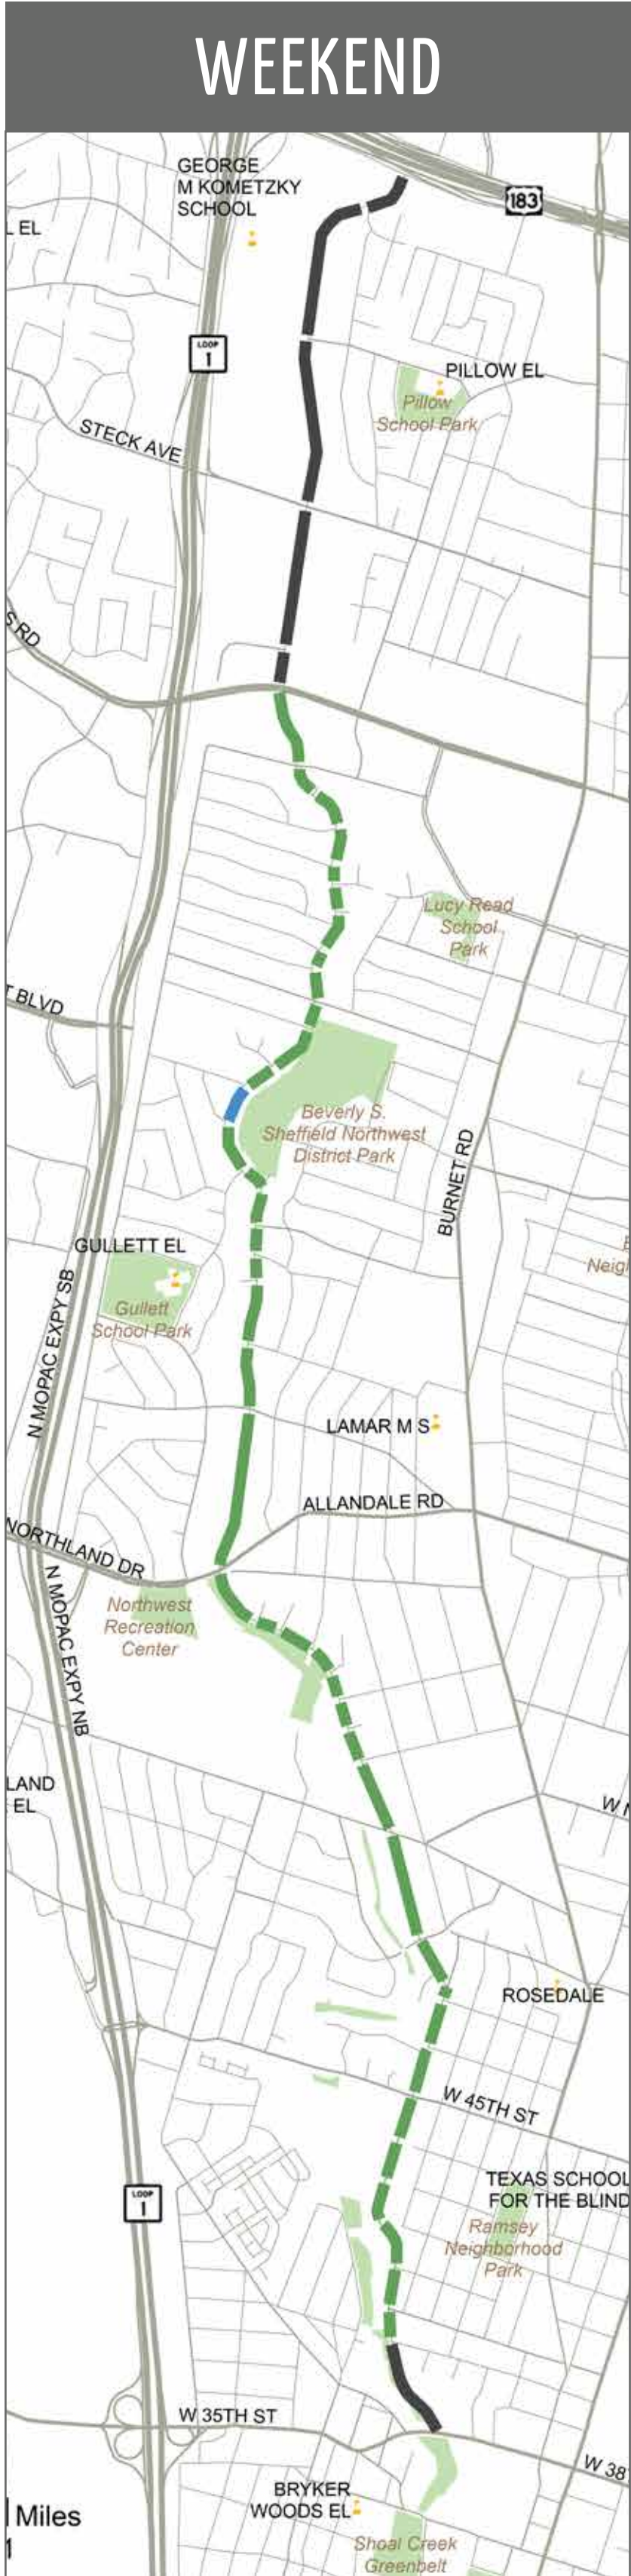 WEEKEND
GEORGE
M KOMETZKY
SCHOOL
183
L EL
LOOP
1
PILLOW EL
Pillow
School Park
STECK AVE
S RD
Lucy Read
School
Park
T BLVD
Beverly S.
Sheffield Northwest
District Park
BURNET RD
GULLETT EL
Neigl
Gullett
School Park
N MOPAC EXPY SB
LAMAR M S
ALLANDALE RD
NORTHLAND DR
Northwest
Recreation
Center
N MOPAC EXPY NB
LAND
EL
W
ROSEDALE
W 45TH ST
TEXAS SCHOOL
FOR THE BLIND
LOOP
1
Ramsey
Neighborhood
Park
W 35TH ST
W 38
BRYKER
WOODS EL
Miles
1
Shoal Creek
Greenbelt